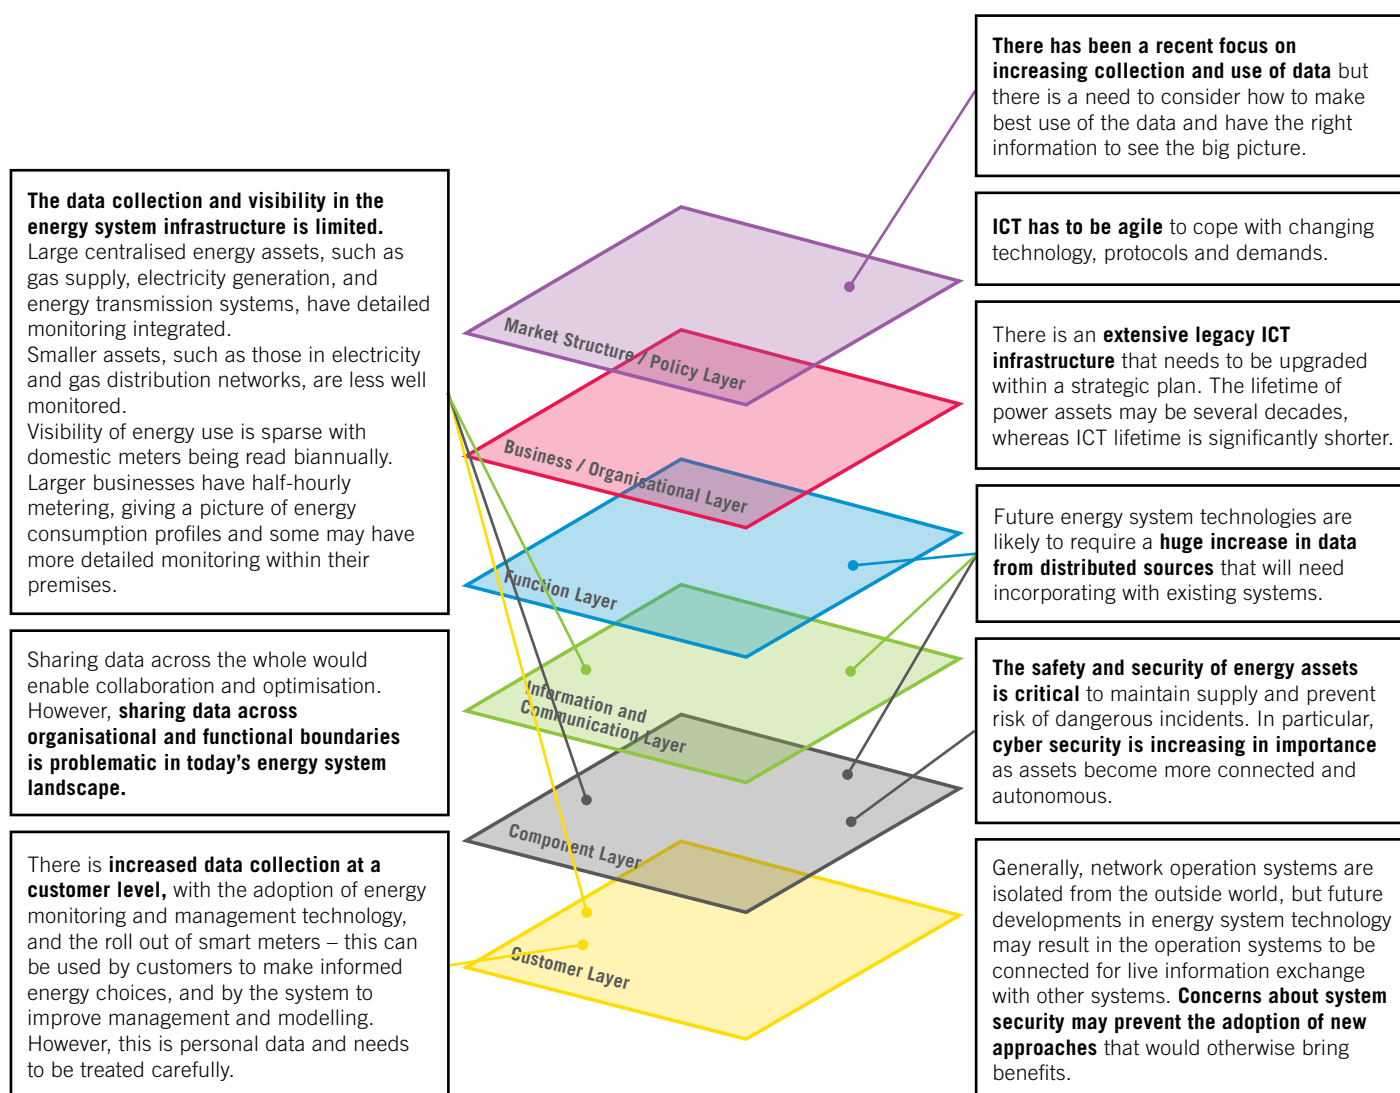 The data collection and visibility in the
energy system infrastructure is limited.
Large centralised energy assets, such as
gas supply, electricity generation, and
energy transmission systems, have detailed
monitoring integrated.
Smaller assets, such as those in electricity
and gas distribution networks, are less well
monitored.
Visibility of energy use is sparse with
domestic meters being read biannually.
Larger businesses have half-hourly
metering, giving a picture of energy
consumption profiles and some may have
more detailed monitoring within their
premises.
Sharing data across the whole would
enable collaboration and optimisation.
However, sharing data across
organisational and functional boundaries
is problematic in today's energy system
landscape.
There is increased data collection at a
customer level, with the adoption of energy
monitoring and management technology,
and the roll out of smart meters – this can
be used by customers to make informed
energy choices, and by the system to
improve management and modelling.
However, this is personal data and needs
to be treated carefully.
Market Structure / Policy Layer
Business / Organisational Layer
Function Layer
Information and
Communication Layer
Component Layer
Customer Layer
There has been a recent focus on
increasing collection and use of data but
there is a need to consider how to make
best use of the data and have the right
information to see the big picture.
ICT has to be agile to cope with changing
technology, protocols and demands.
There is an extensive legacy ICT
infrastructure that needs to be upgraded
within a strategic plan. The lifetime of
power assets may be several decades,
whereas ICT lifetime is significantly shorter.
Future energy system technologies are
likely to require a huge increase in data
from distributed sources that will need
incorporating with existing systems.
The safety and security of energy assets
is critical to maintain supply and prevent
risk of dangerous incidents. In particular,
cyber security is increasing in importance
as assets become more connected and
autonomous.
Generally, network operation systems are
isolated from the outside world, but future
developments in energy system technology
may result in the operation systems to be
connected for live information exchange
with other systems. Concerns about system
security may prevent the adoption of new
approaches that would otherwise bring
benefits.